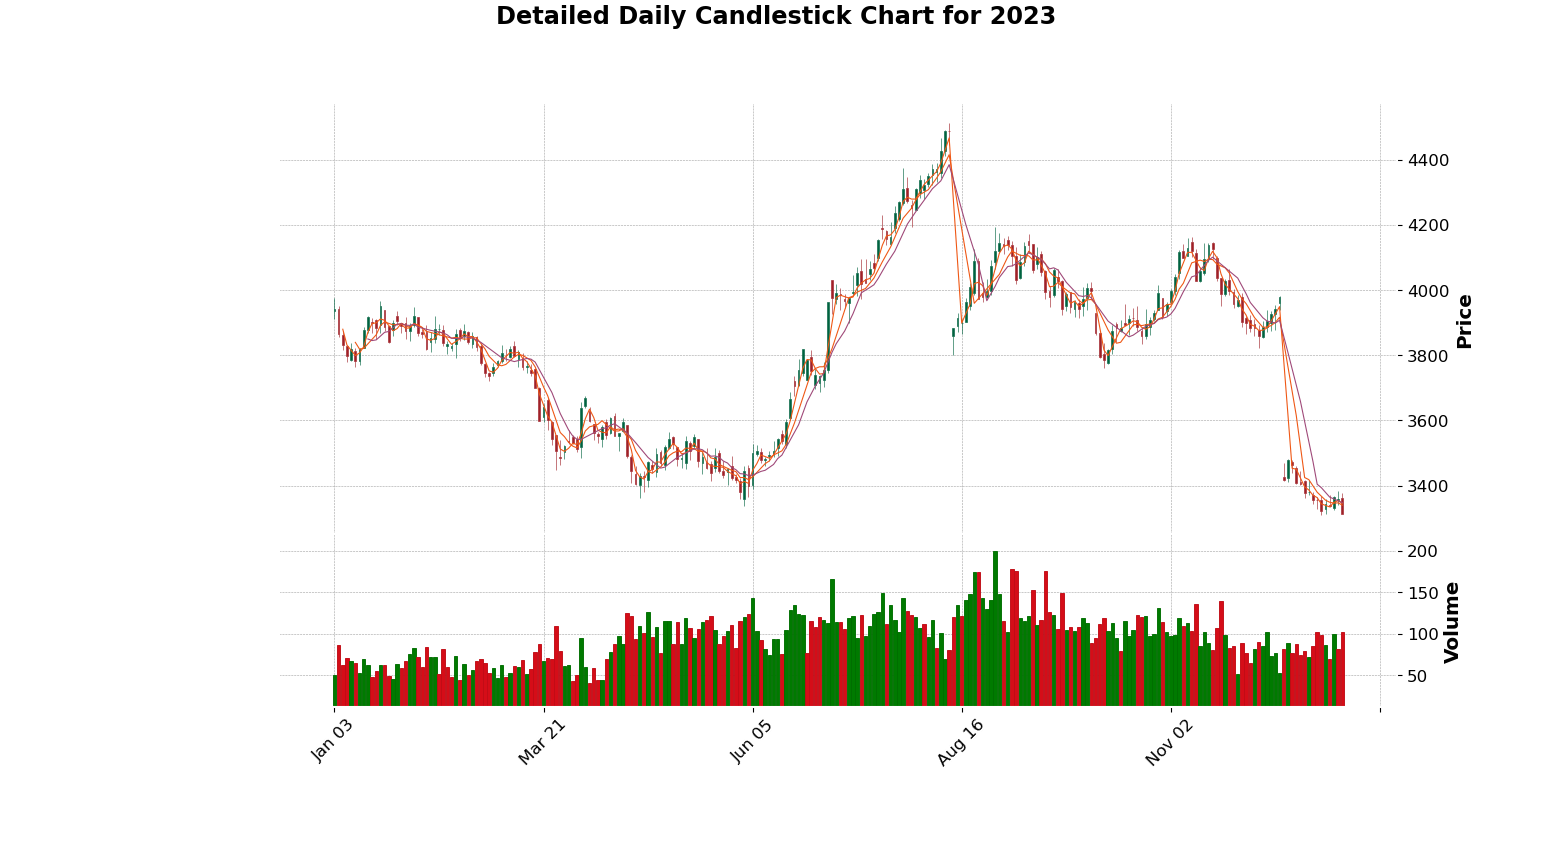 Detailed Daily Candlestick Chart for 2023
4400
4200
4000
3800
3600
3400
Price
200
150
100
50
Volume
Jan 03
Mar 21
Jun 05
Aug 16
Nov 02